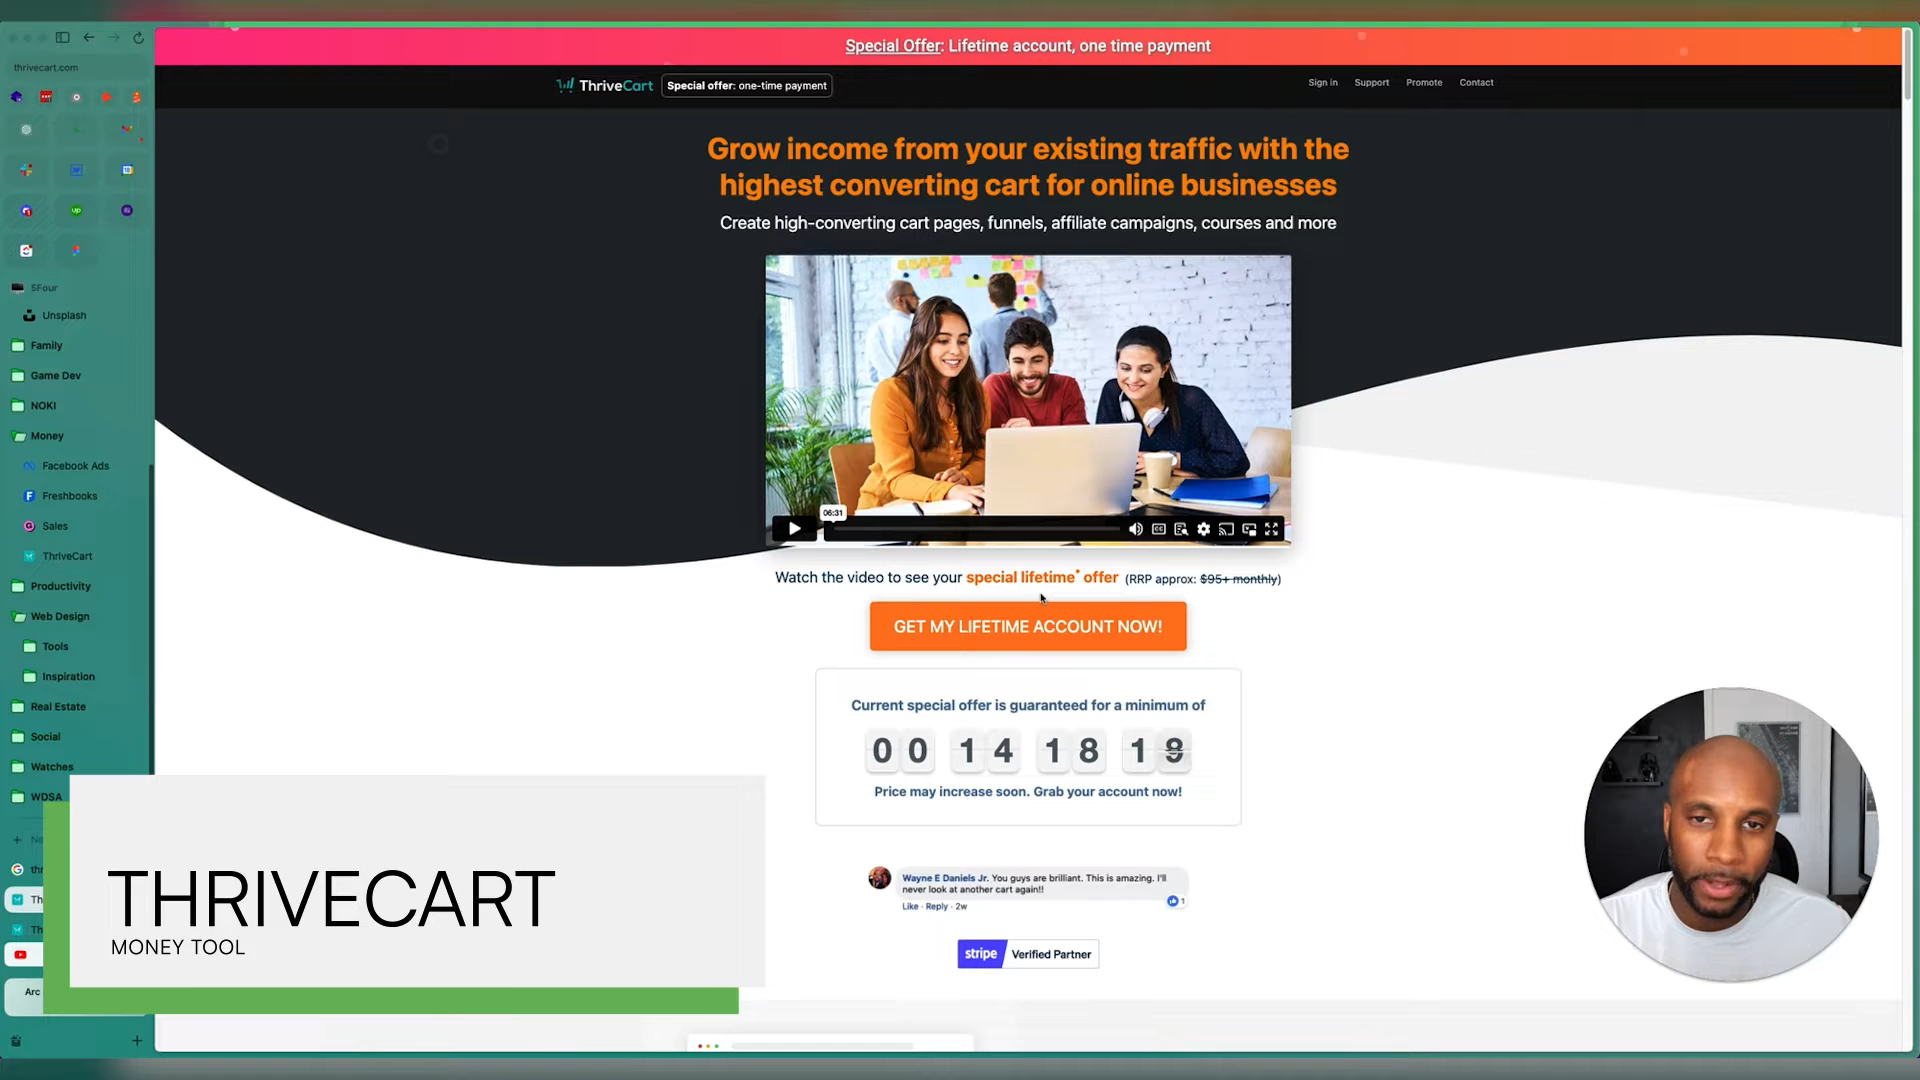 Special Offer: Lifetime account, one time payment
thrivecart.com
ThriveCart
Special offer: one-time payment
Sign in
Support
Promote
Contact
Grow income from your existing traffic with the
highest converting cart for online businesses
Create high-converting cart pages, funnels, affiliate campaigns, courses and more
SFour
Unsplash
Family
Game Dev
NOKI
Money
Facebook Ads
Freshbooks
Sales
ThriveCart
Productivity
Web Design
Tools
Inspiration
Real Estate
Social
Watches
WDSA
Arc
06:31
Watch the video to see your special lifetime* offer (RRP approx: $95+ monthly)
GET MY LIFETIME ACCOUNT NOW!
Current special offer is guaranteed for a minimum of
00 14 18 19
Price may increase soon. Grab your account now!
Wayne E Daniels Jr. You guys are brilliant. This is amazing. I'll
never look at another cart again!!
Like · Reply · 2w
1
stripe Verified Partner
THRIVECART
MONEY TOOL